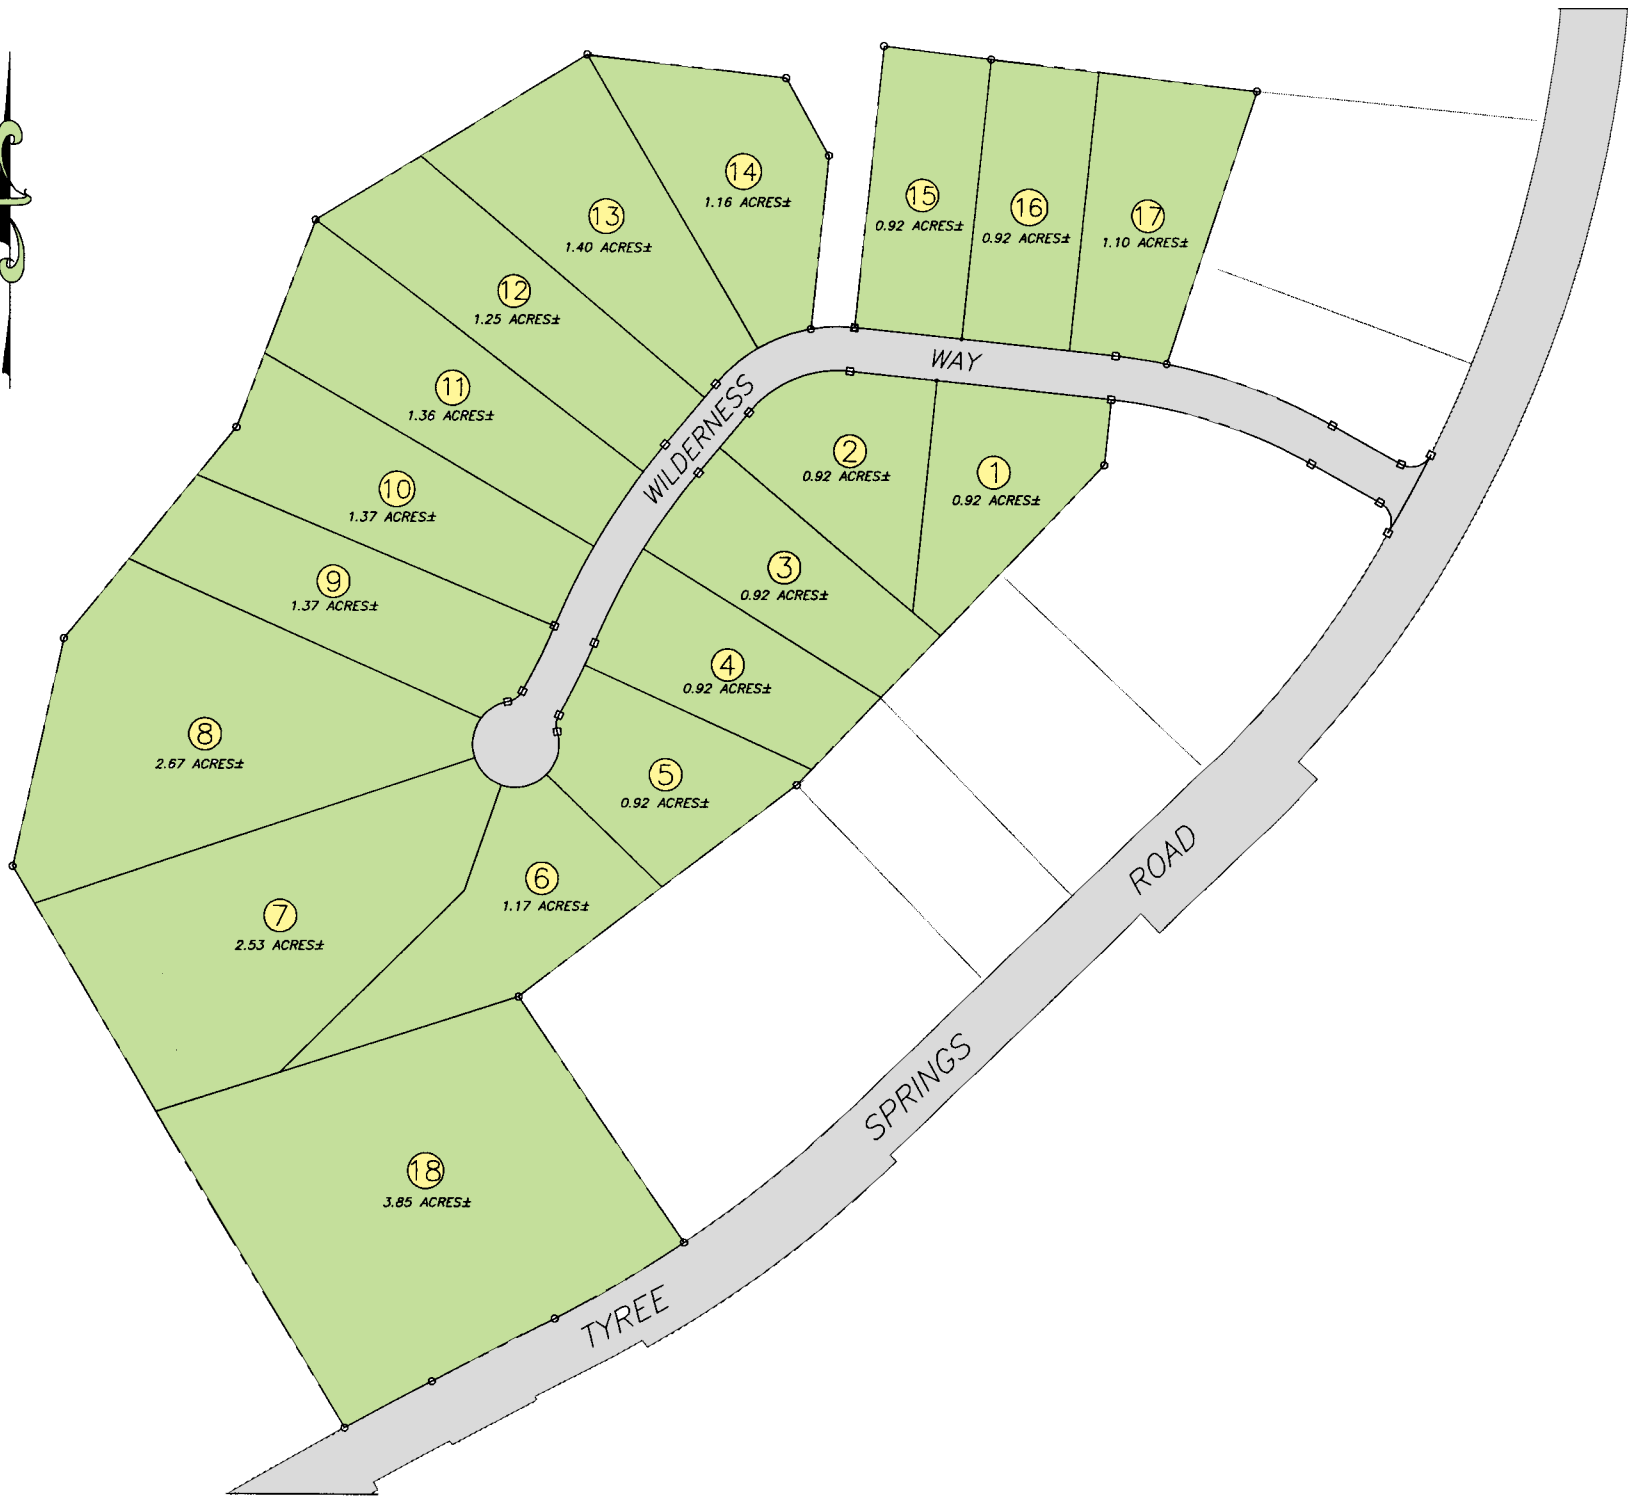 14
1.16 ACRES±
15
0.92 ACRES±
16
0.92 ACRES±
17
1.10 ACRES±
13
1.40 ACRES±
12
1.25 ACRES±
11
1.36 ACRES±
10
1.37 ACRES±
9
1.37 ACRES±
WILDERNESS
WAY
2
0.92 ACRES±
1
0.92 ACRES±
3
0.92 ACRES±
4
0.92 ACRES±
5
0.92 ACRES±
8
2.67 ACRES±
6
1.17 ACRES±
7
2.53 ACRES±
18
3.85 ACRES±
TYREE
SPRINGS
ROAD